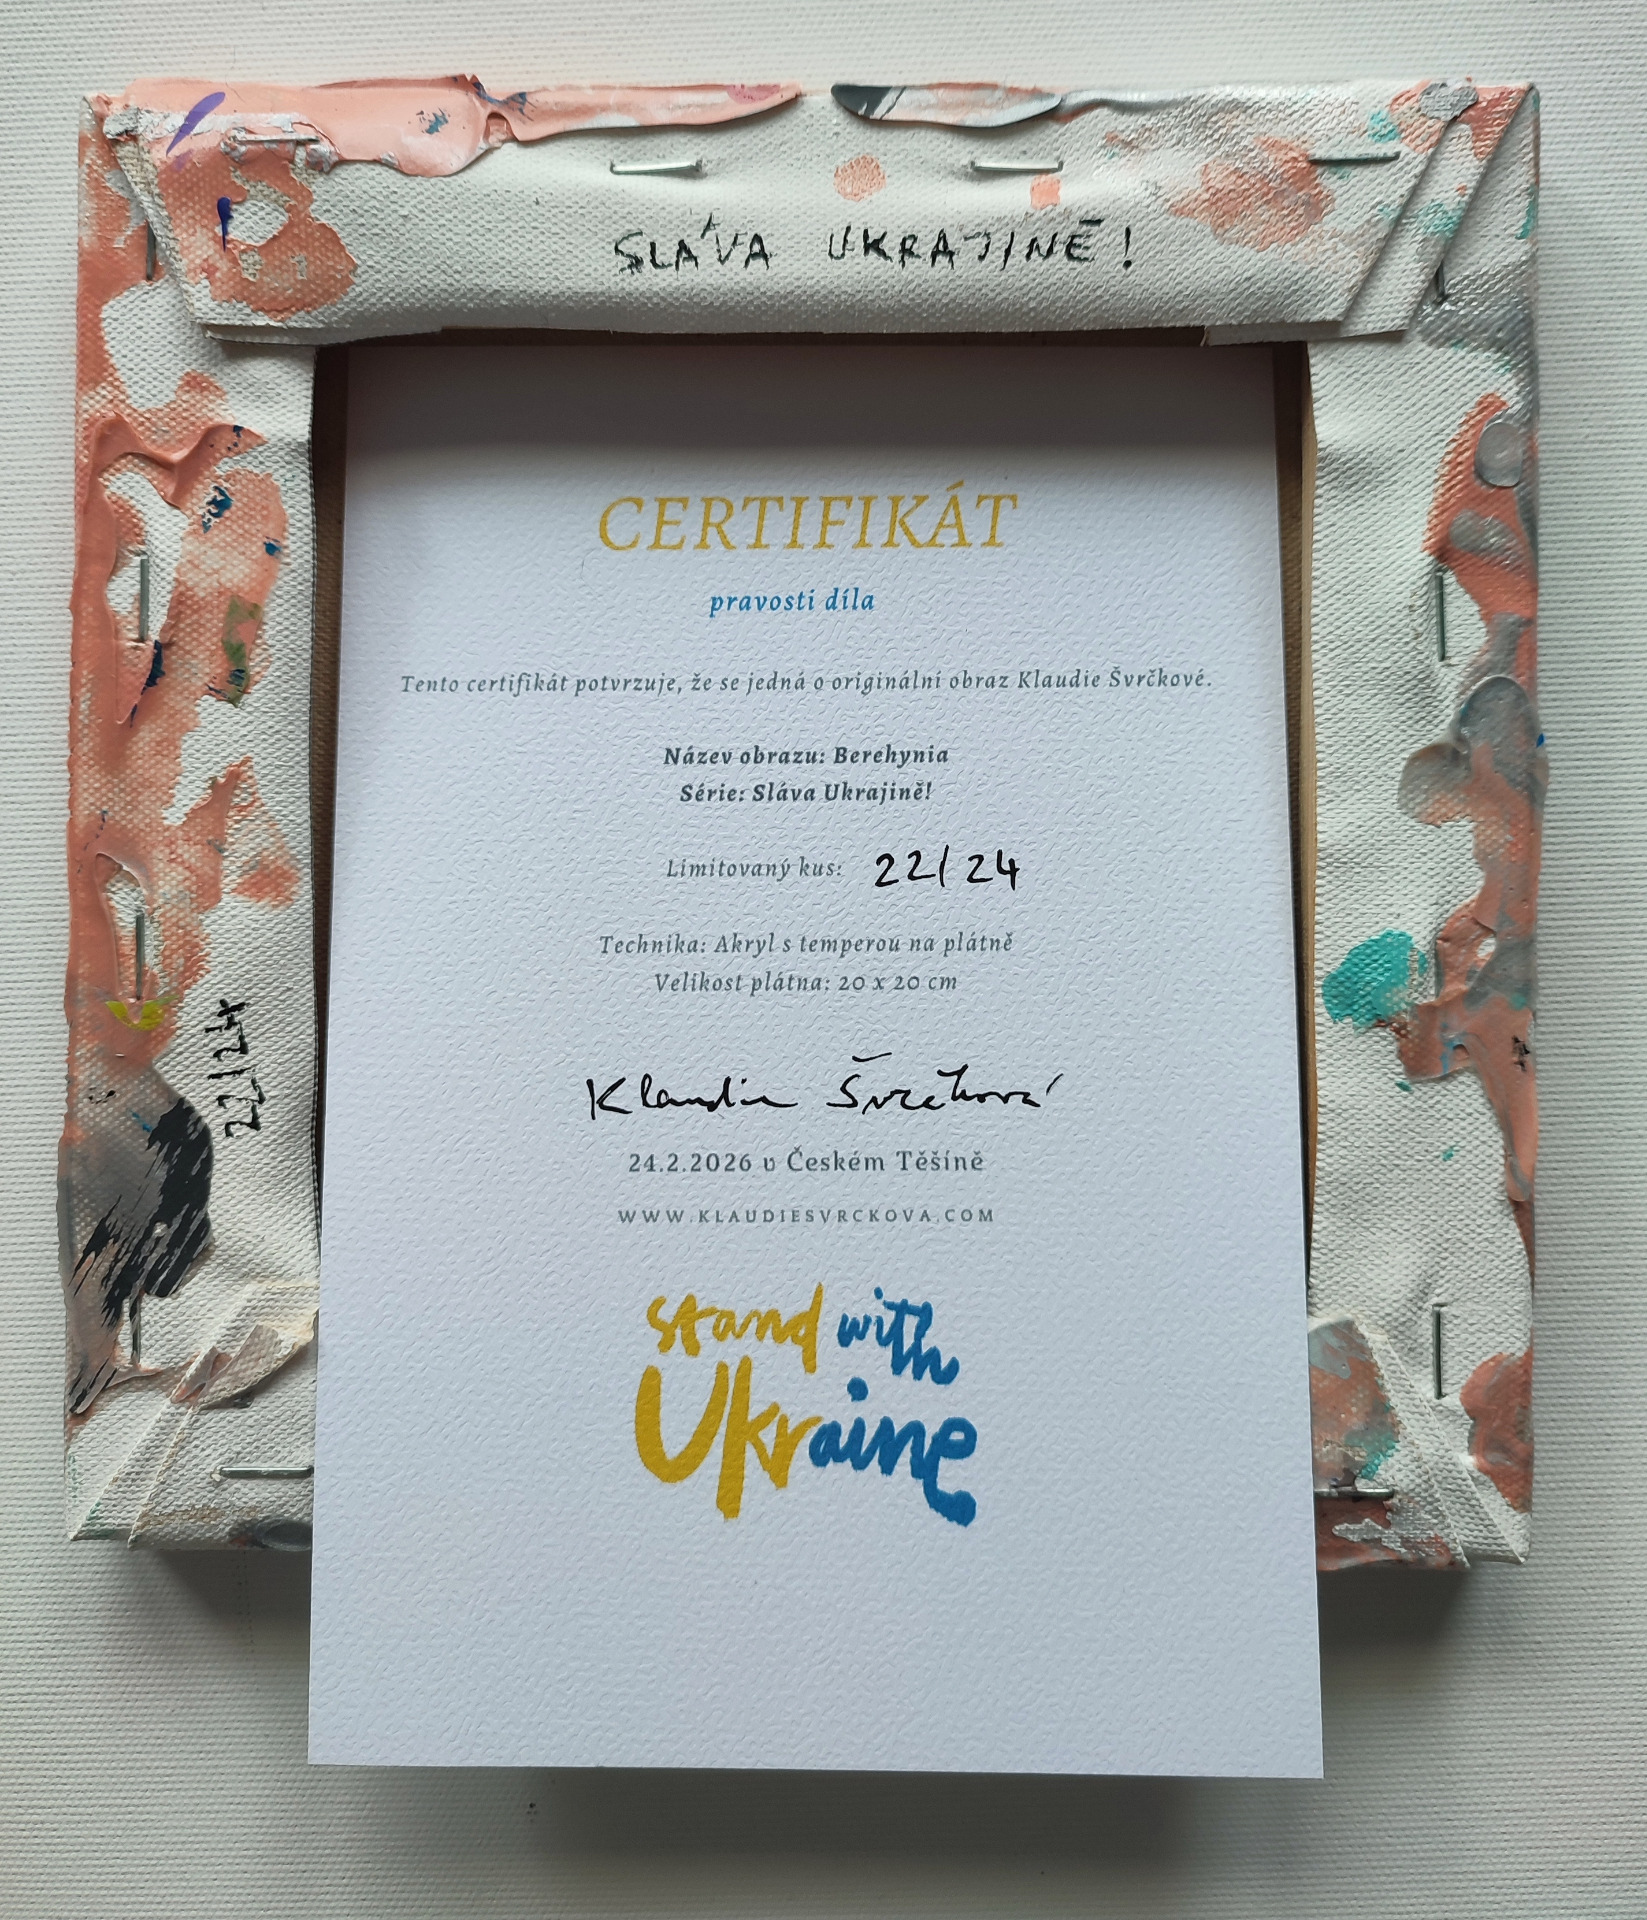 SLÁVA UKRAJINĚ!
CERTIFIKÁT
pravosti díla
Tento certifikát potvrzuje, že se jedná o originální obraz Klaudie Švrčkové.
Název obrazu: Berehynia
Série: Sláva Ukrajině!
Limitovaný kus: 22/24
Technika: Akryl s temperou na plátně
Velikost plátna: 20 x 20 cm
22/24
Klaudie Švrčková
24.2.2026 v Českém Těšíně
WWW.KLAUDIESVRCKOVA.COM
stand with
Ukraine